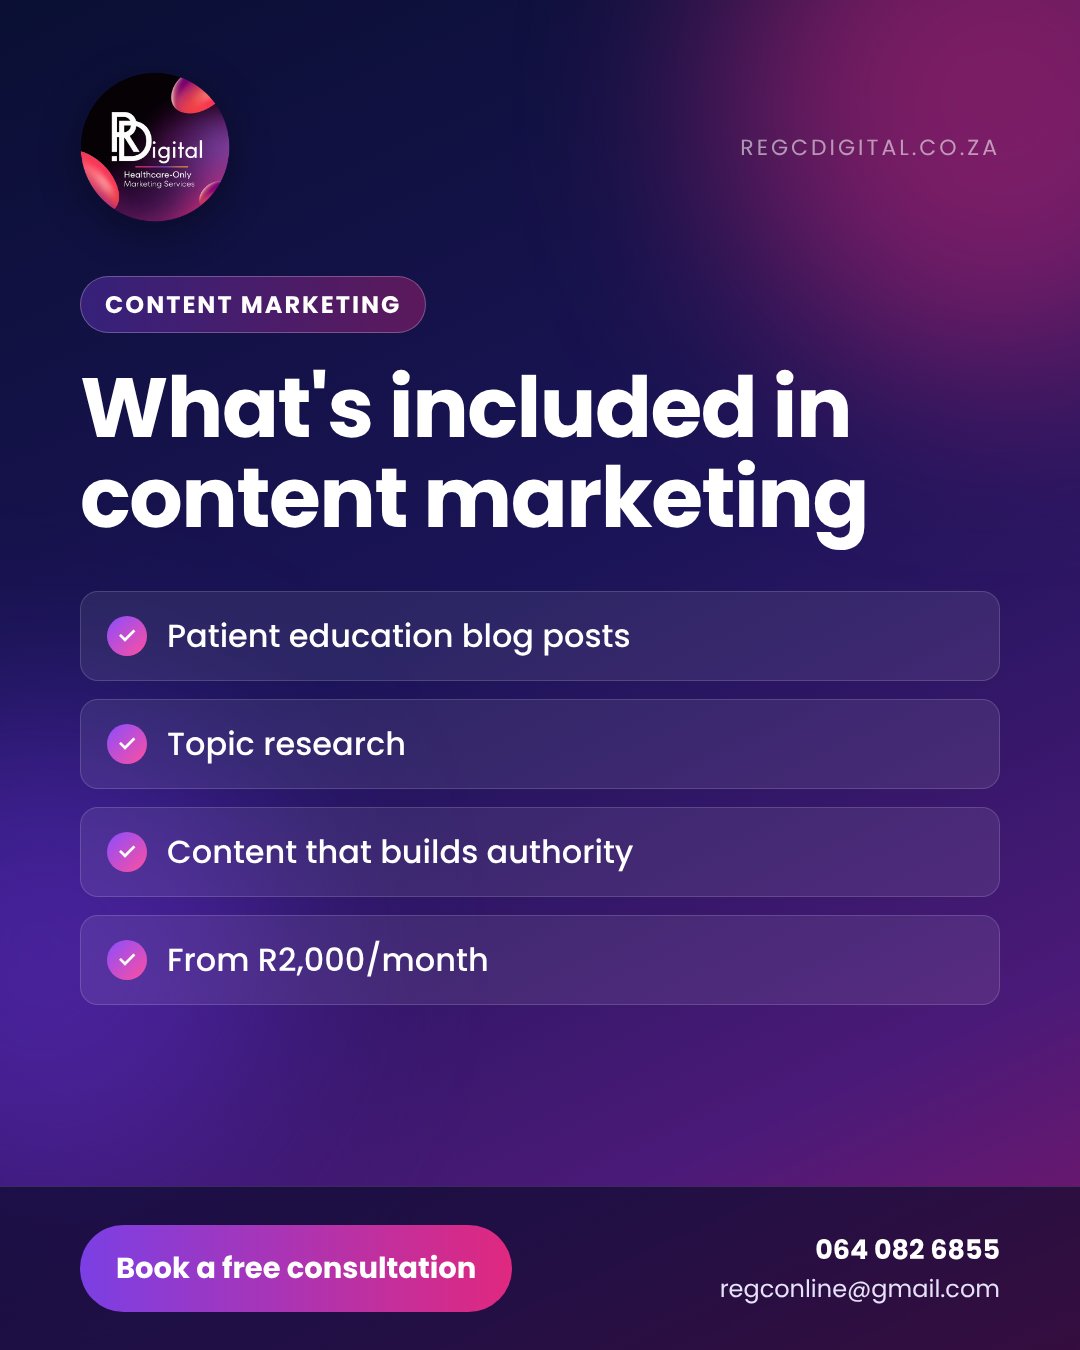 RDigital
Healthcare-Only
Marketing Services
REGCDIGITAL.CO.ZA
CONTENT MARKETING
What's included in
content marketing
Patient education blog posts
Topic research
Content that builds authority
From R2,000/month
Book a free consultation
064 082 6855
regconline@gmail.com